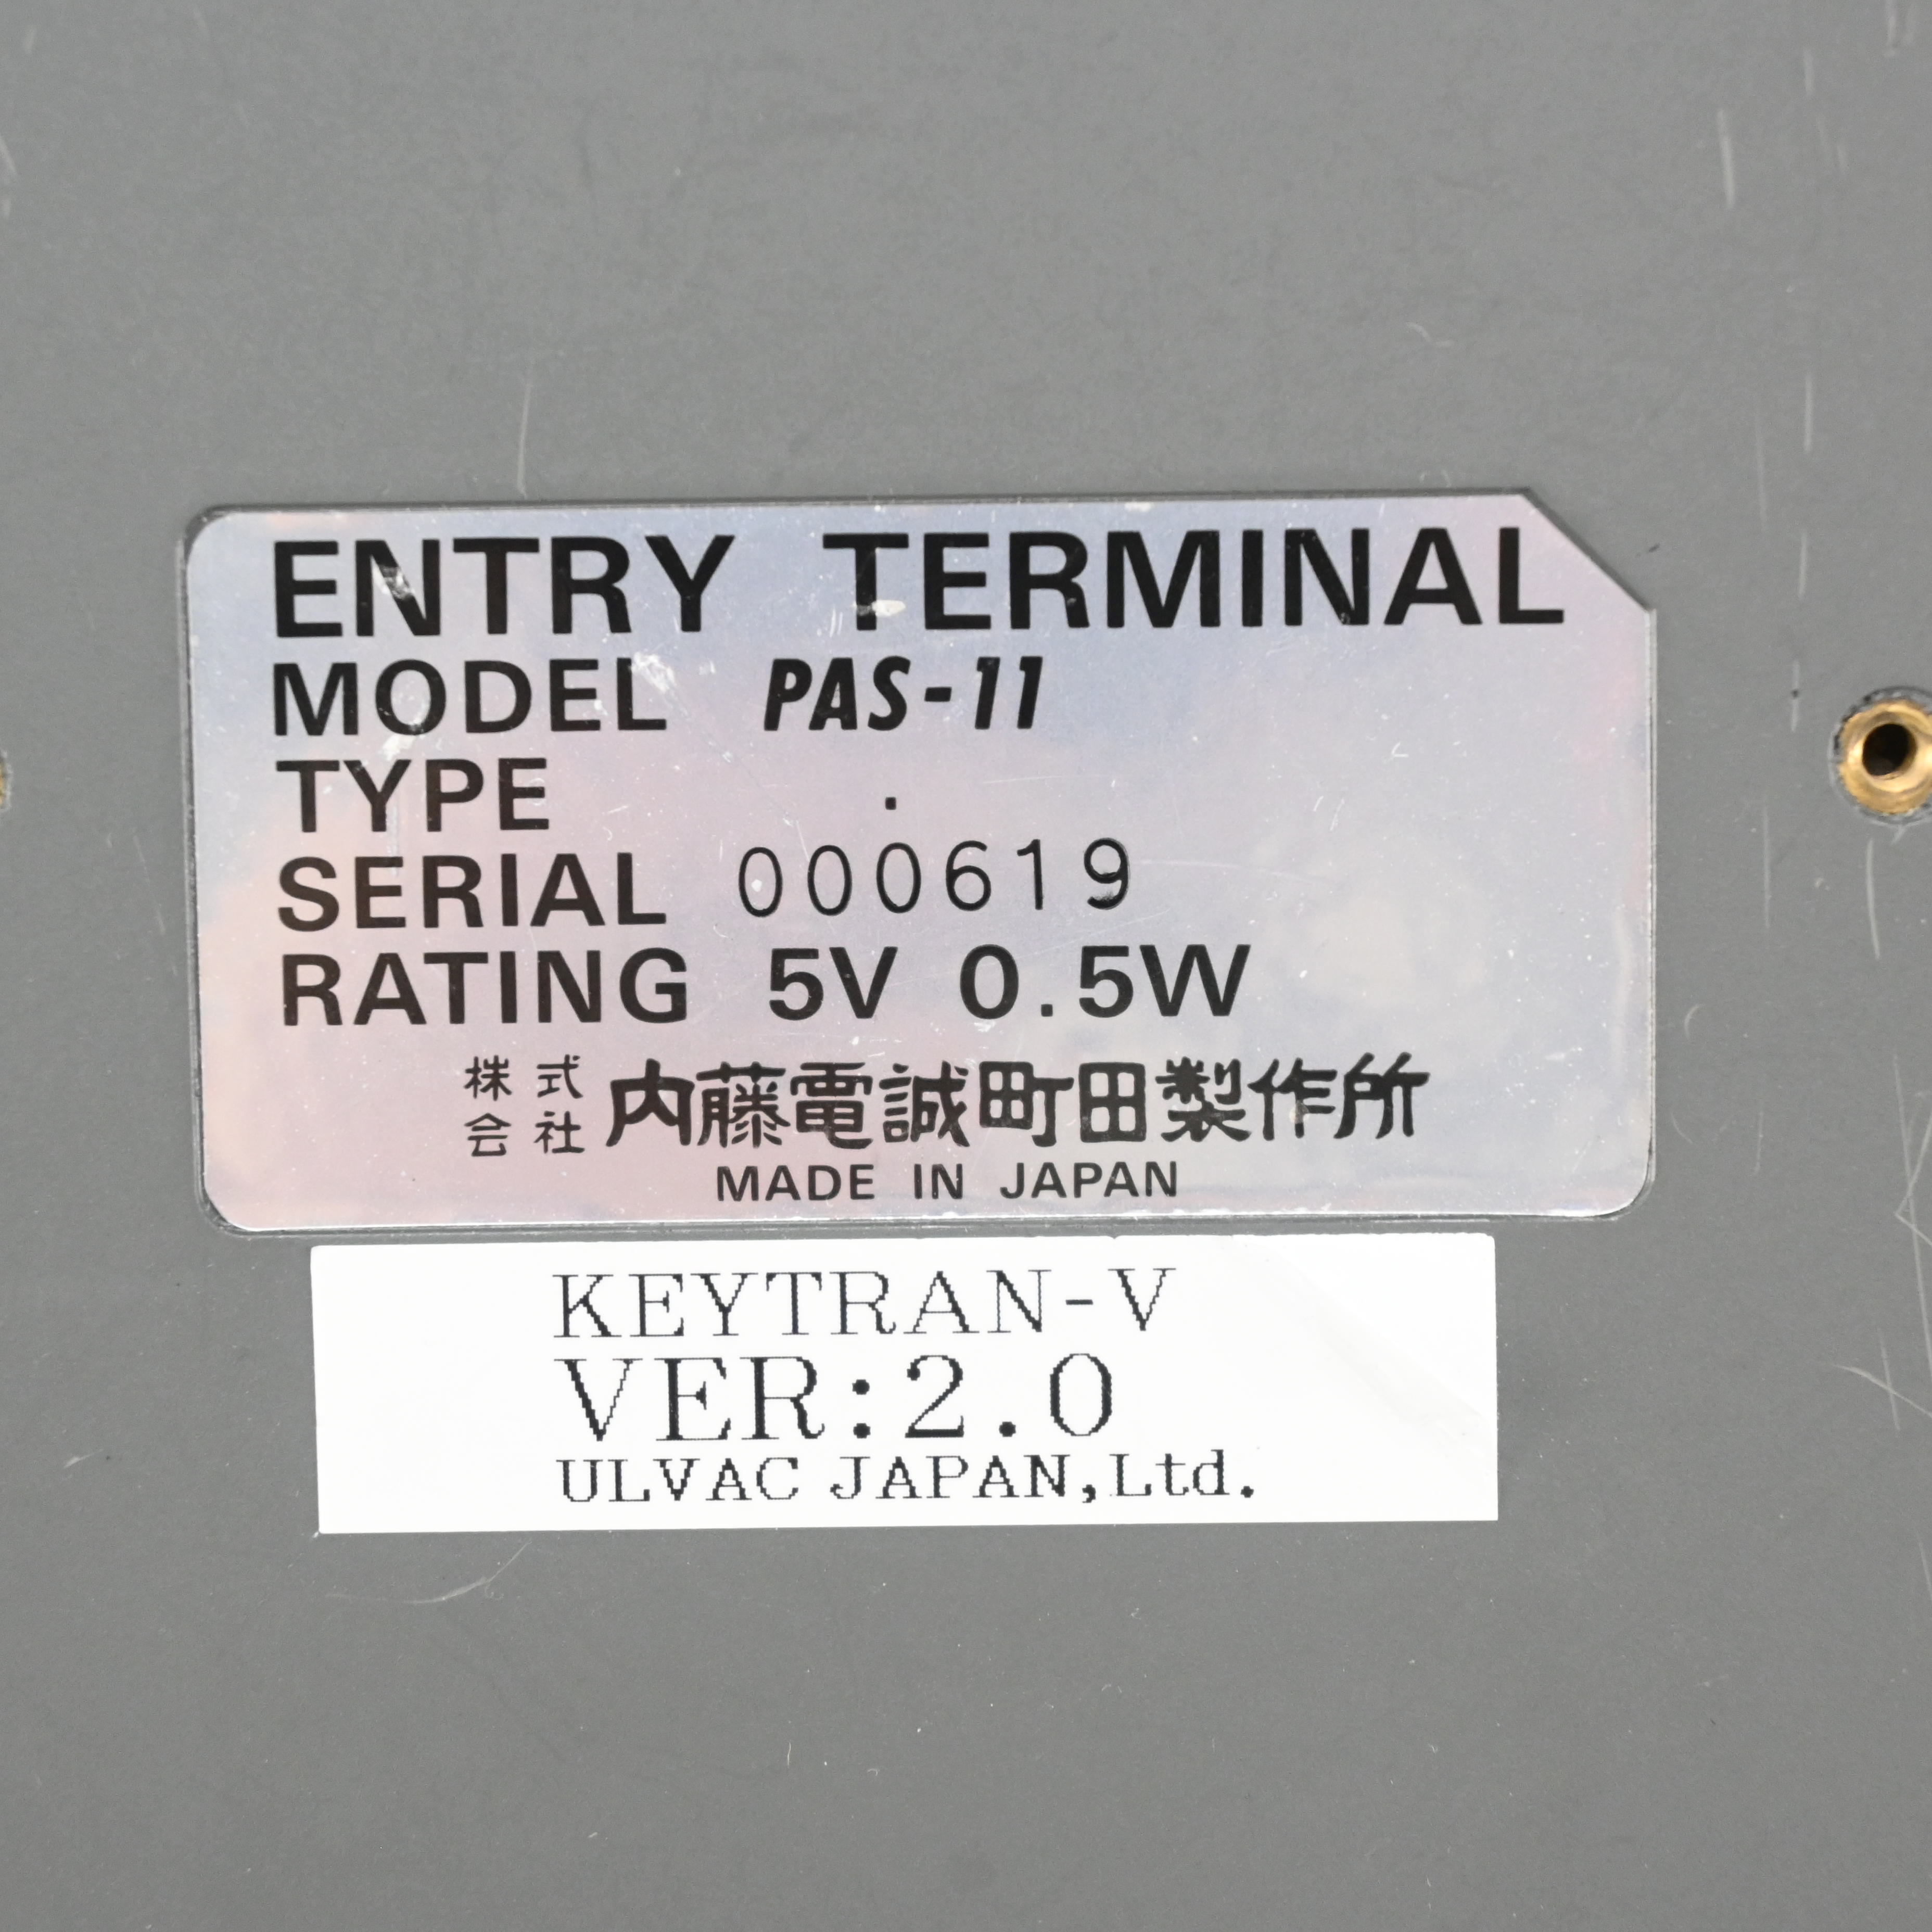 ENTRY TERMINAL
MODEL PAS-11
TYPE .
SERIAL 000619
RATING 5V 0.5W
株式会社 内藤電誠町田製作所
MADE IN JAPAN
KEYTRAN-V
VER:2.0
ULVAC JAPAN,Ltd.